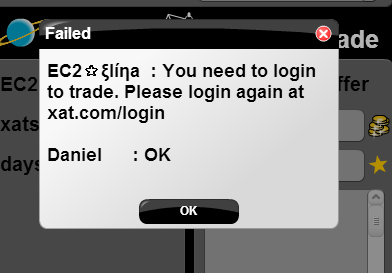 Failed
ade
EC2☆ξlίηa : You need to login
to trade. Please login again at
xat.com/login
Daniel : OK
OK
EC2
ffer
xats
days